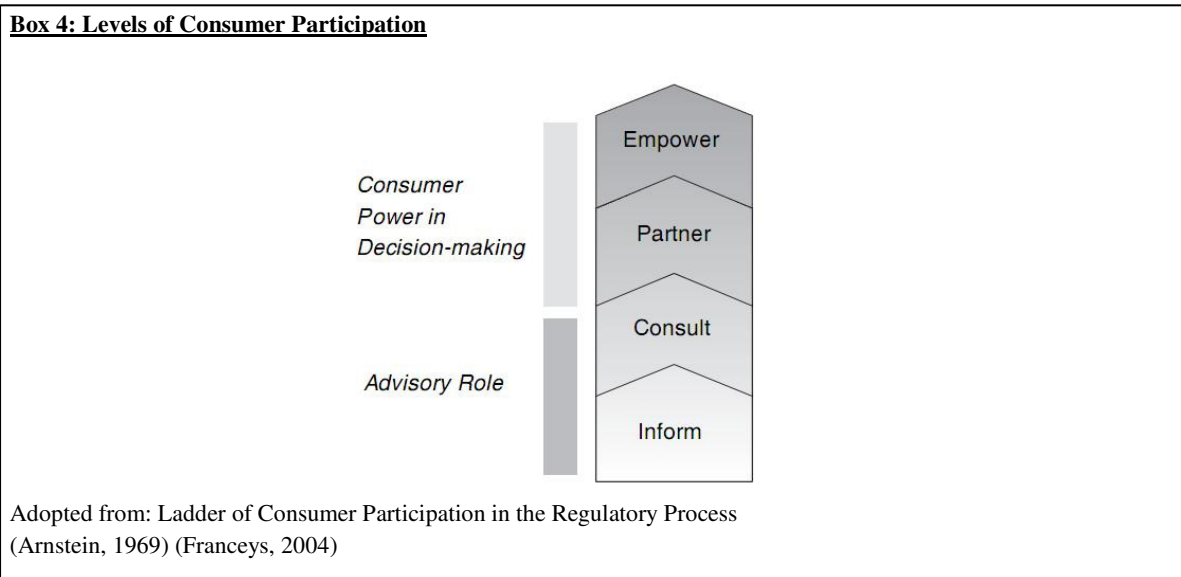 Box 4: Levels of Consumer Participation
Empower
Consumer
Power in
Decision-making
Partner
Consult
Advisory Role
Inform
Adopted from: Ladder of Consumer Participation in the Regulatory Process
(Arnstein, 1969) (Franceys, 2004)